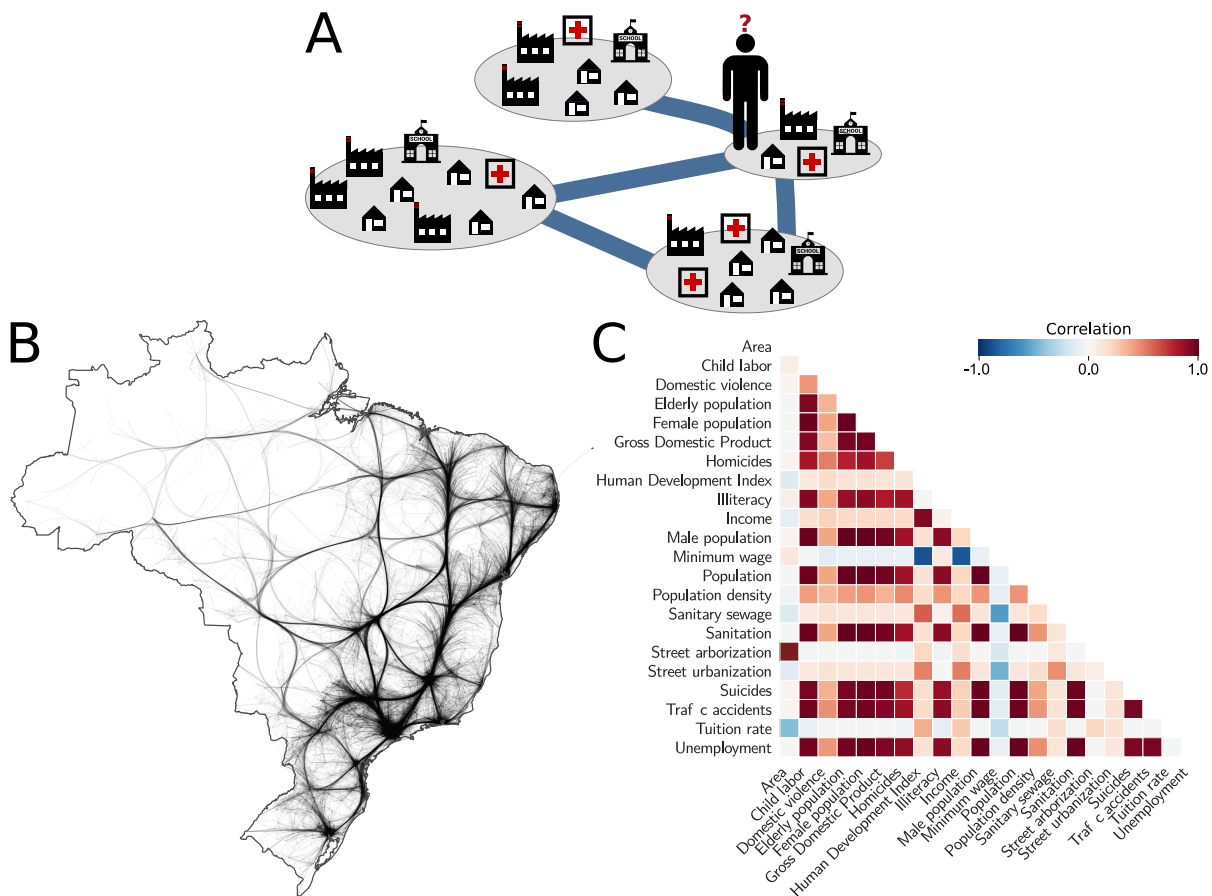 A
?
SCHOOL
SCHOOL
SCHOOL
SCHOOL
B
C
Correlation
-1.0
0.0
1.0
Area
Child labor
Domestic violence
Elderly population
Female population
Gross Domestic Product
Homicides
Human Development Index
Illiteracy
Income
Male population
Minimum wage
Population
Population density
Sanitary sewage
Sanitation
Street arborization
Street urbanization
Suicides
Traf c accidents
Tuition rate
Unemployment
Area
Child labor
Domestic violence
Elderly population
Female population
Gross Domestic Product
Homicides
Human Development Index
Illiteracy
Income
Male population
Minimum wage
Population
Population density
Sanitary sewage
Sanitation
Street arborization
Street urbanization
Suicides
Traf c accidents
Tuition rate
Unemployment